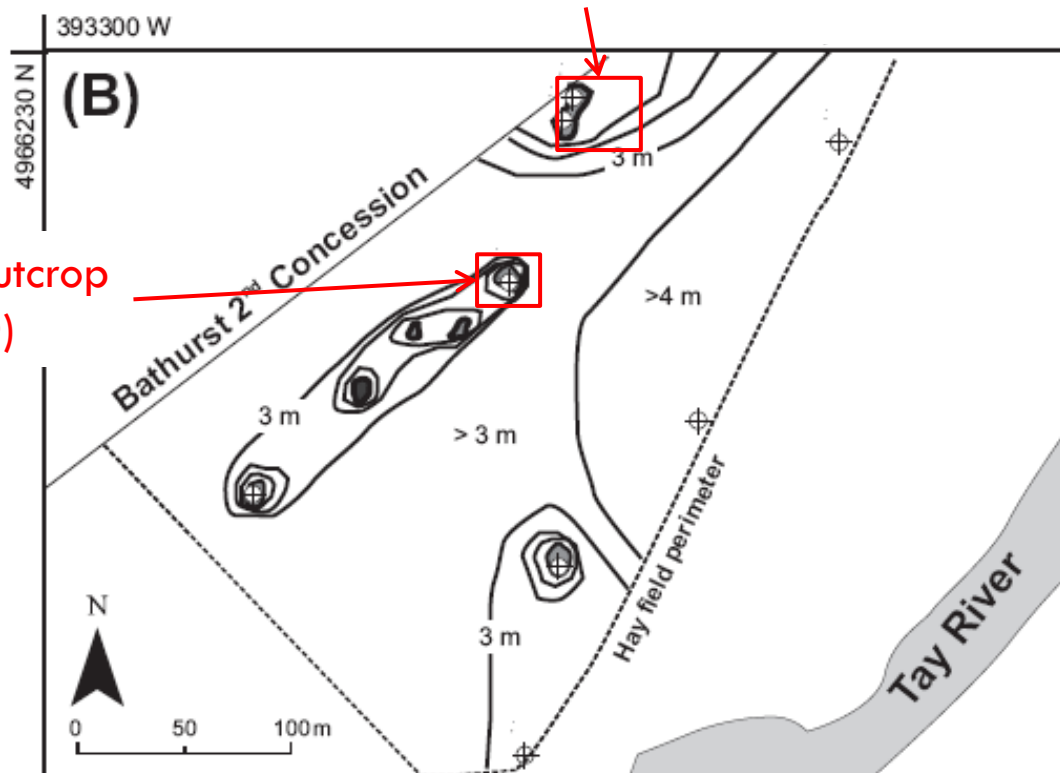 393300 W
4966230 N
(B)
3 m
Bathurst 2nd Concession
utcrop
)
>4 m
3 m
> 3 m
Hay field perimeter
3 m
Tay River
N
0 50 100m